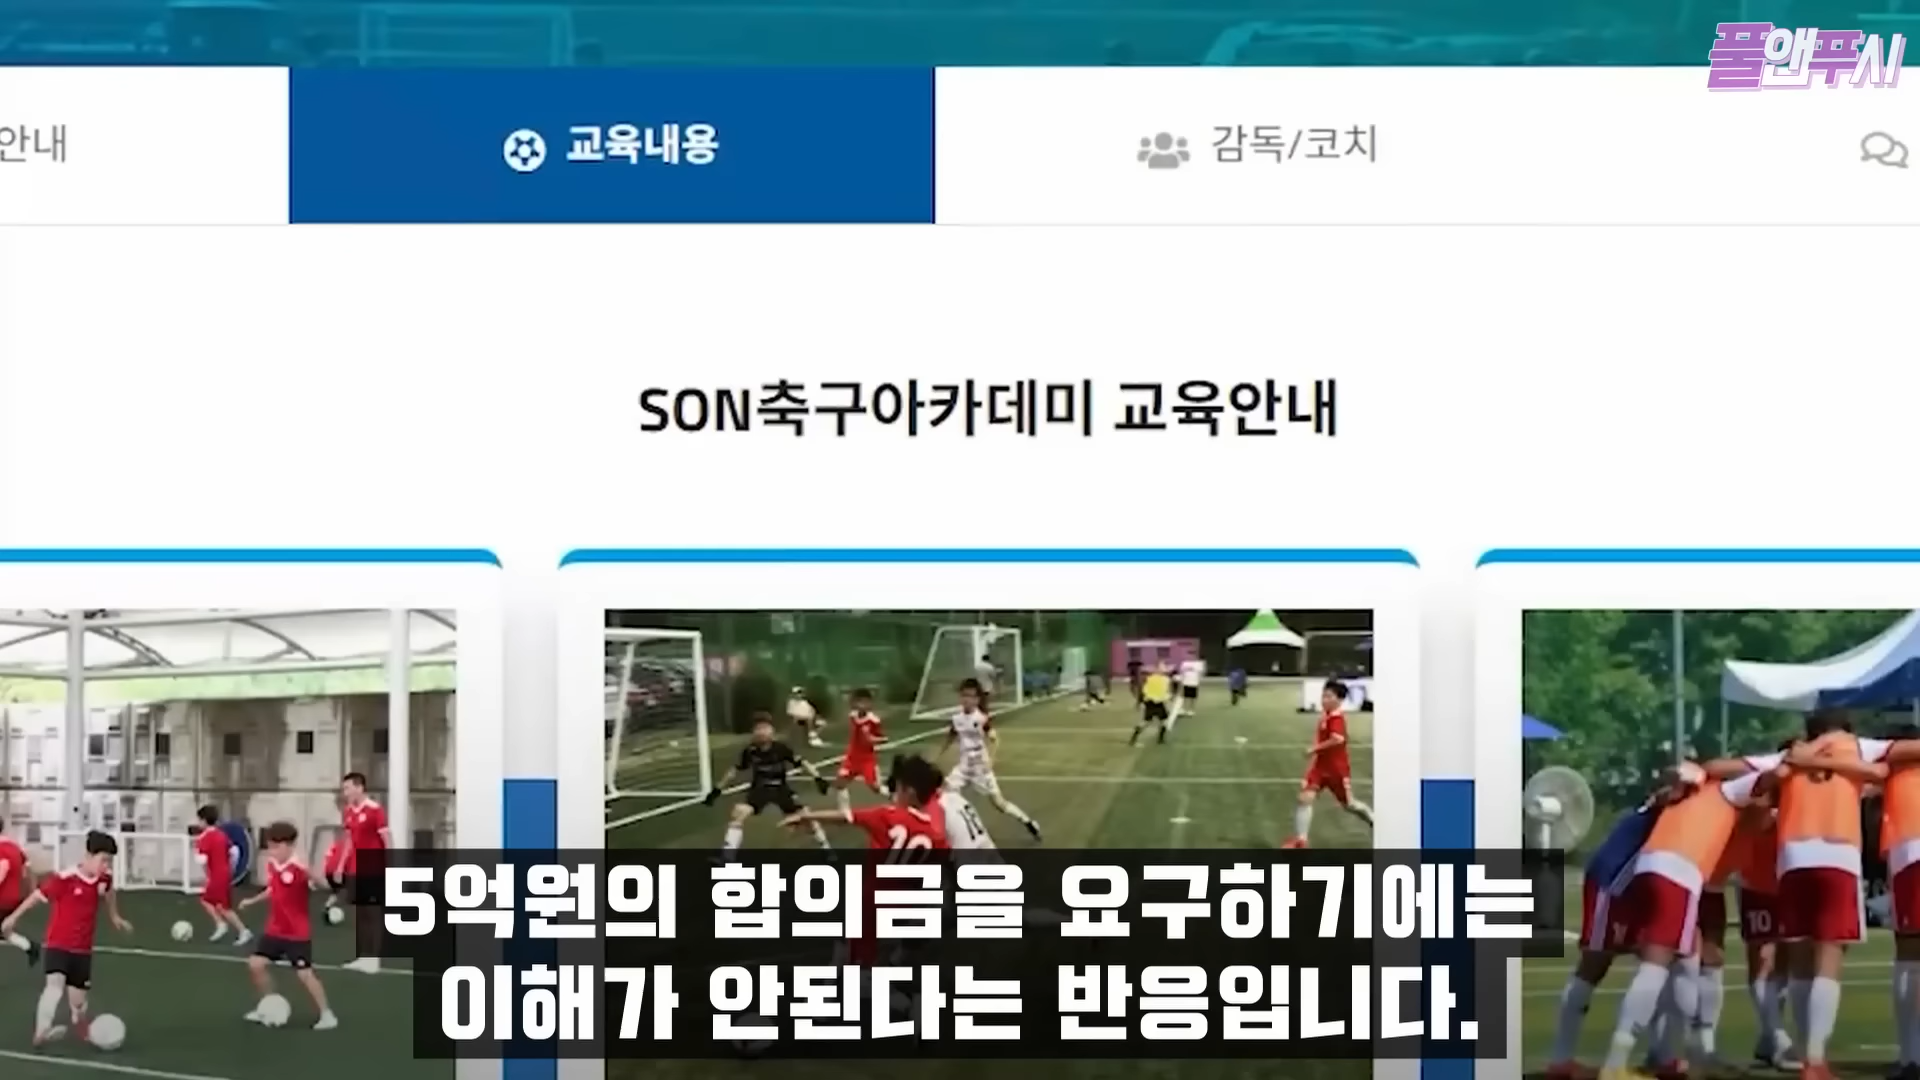 풀앤푸시
안내
교육내용
감독/코치
SON축구아카데미 교육안내
10
10
5억원의 합의금을 요구하기에는
이해가 안된다는 반응입니다.